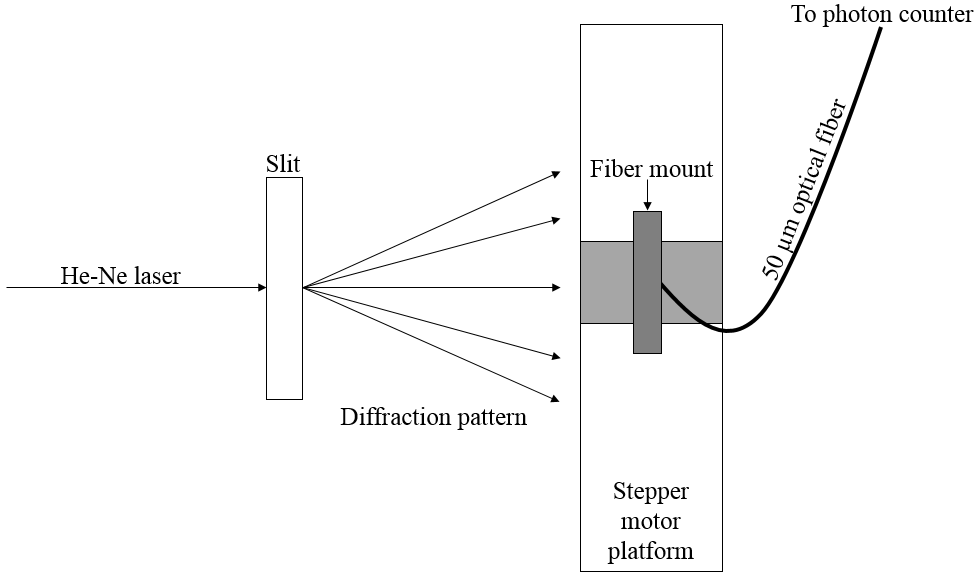 To photon counter
Slit
Fiber mount
50 μm optical fiber
He-Ne laser
Diffraction pattern
Stepper
motor
platform